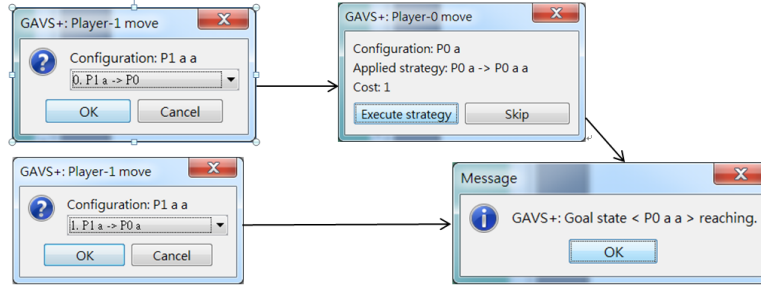 GAVS+: Player-1 move
Configuration: P1 a a
0. P1 a -> P0
OK
Cancel
GAVS+: Player-0 move
Configuration: P0 a
Applied strategy: P0 a -> P0 a a
Cost: 1
Execute strategy
Skip
GAVS+: Player-1 move
Configuration: P1 a a
1. P1 a -> P0 a
OK
Cancel
Message
GAVS+: Goal state < P0 a a > reaching.
OK